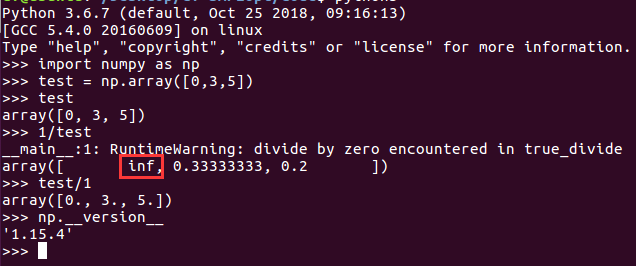 Python 3.6.7 (default, Oct 25 2018, 09:16:13)
[GCC 5.4.0 20160609] on linux
Type "help", "copyright", "credits" or "license" for more information.
>>> import numpy as np
>>> test = np.array([0,3,5])
>>> test
array([0, 3, 5])
>>> 1/test
__main__:1: RuntimeWarning: divide by zero encountered in true_divide
array([       inf, 0.33333333, 0.2       ])
>>> test/1
array([0., 3., 5.])
>>> np.__version__
'1.15.4'
>>>